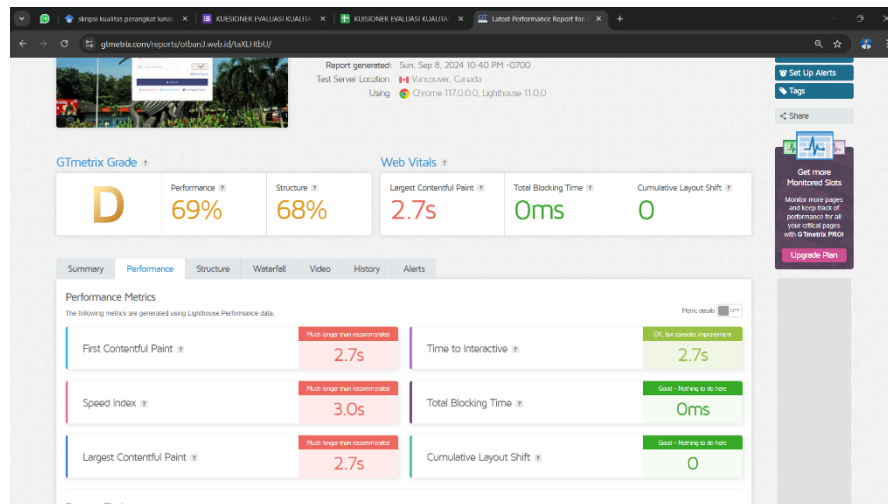 skripsi kualitas perangkat lunak
KUESIONER EVALUASI KUALITA
KUISIONER EVALUASI KUALITAS
Latest Performance Report for:
gtmetrix.com/reports/otban3.web.id/taXLHtbU/
Report generated: Sun, Sep 8, 2024 10:40 PM -0700
Test Server Location: Vancouver, Canada
Using: Chrome 117.0.0.0, Lighthouse 11.0.0
Set Up Alerts
Tags
Share
Get more
Monitored Slots
Monitor more pages
and keep track of
performance for all
your critical pages
with GTmetrix PRO!
Upgrade Plan
GTmetrix Grade ?
Web Vitals ?
D
Performance ?
69%
Structure ?
68%
Largest Contentful Paint ?
2.7s
Total Blocking Time ?
0ms
Cumulative Layout Shift ?
0
Summary Performance Structure Waterfall Video History Alerts
Performance Metrics
The following metrics are generated using Lighthouse Performance data.
Metric details OFF
First Contentful Paint ?
Much longer than recommended
2.7s
Time to Interactive ?
OK, but consider improvement
2.7s
Speed Index ?
Much longer than recommended
3.0s
Total Blocking Time ?
Good - Nothing to do here
0ms
Largest Contentful Paint ?
Much longer than recommended
2.7s
Cumulative Layout Shift ?
Good - Nothing to do here
0